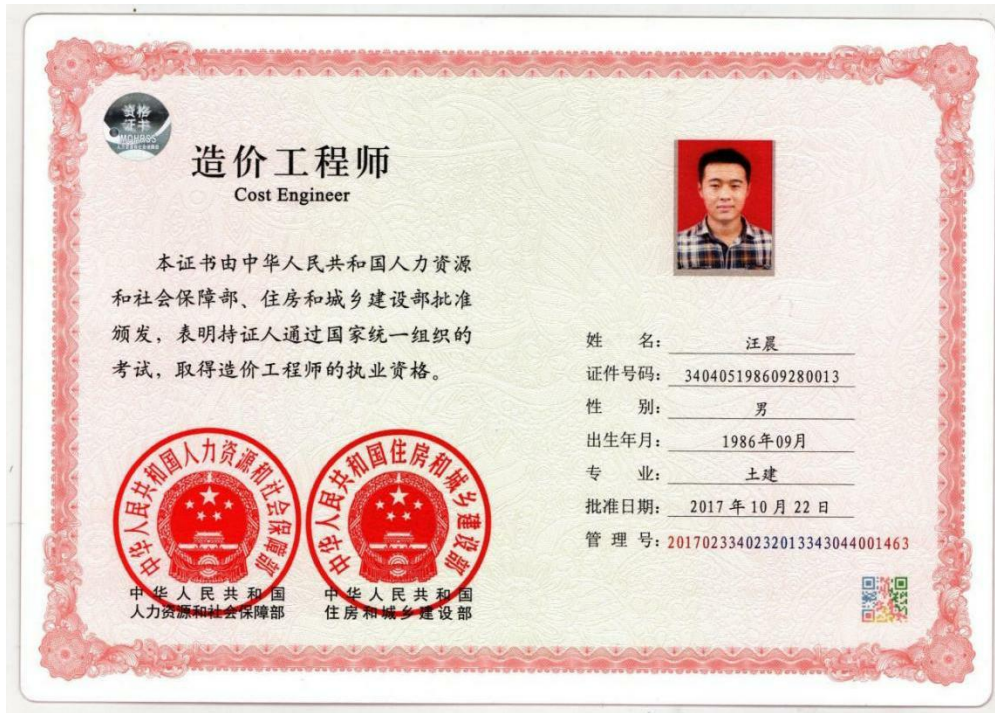 资格
证书
MOHRSS
造价工程师
Cost Engineer
本证书由中华人民共和国人力资源
和社会保障部、住房和城乡建设部批准
颁发,表明持证人通过国家统一组织的
考试,取得造价工程师的执业资格。
中华人民共和国人力资源和社会保障部
中华人民共和国住房和城乡建设部
中华人民共和国
人力资源和社会保障部
中华人民共和国
住房和城乡建设部
姓 名: 汪晨
证件号码: 340405198609280013
性 别: 男
出生年月: 1986年09月
专 业: 土建
批准日期: 2017年10月22日
管理号: 2017023340232013343044001463